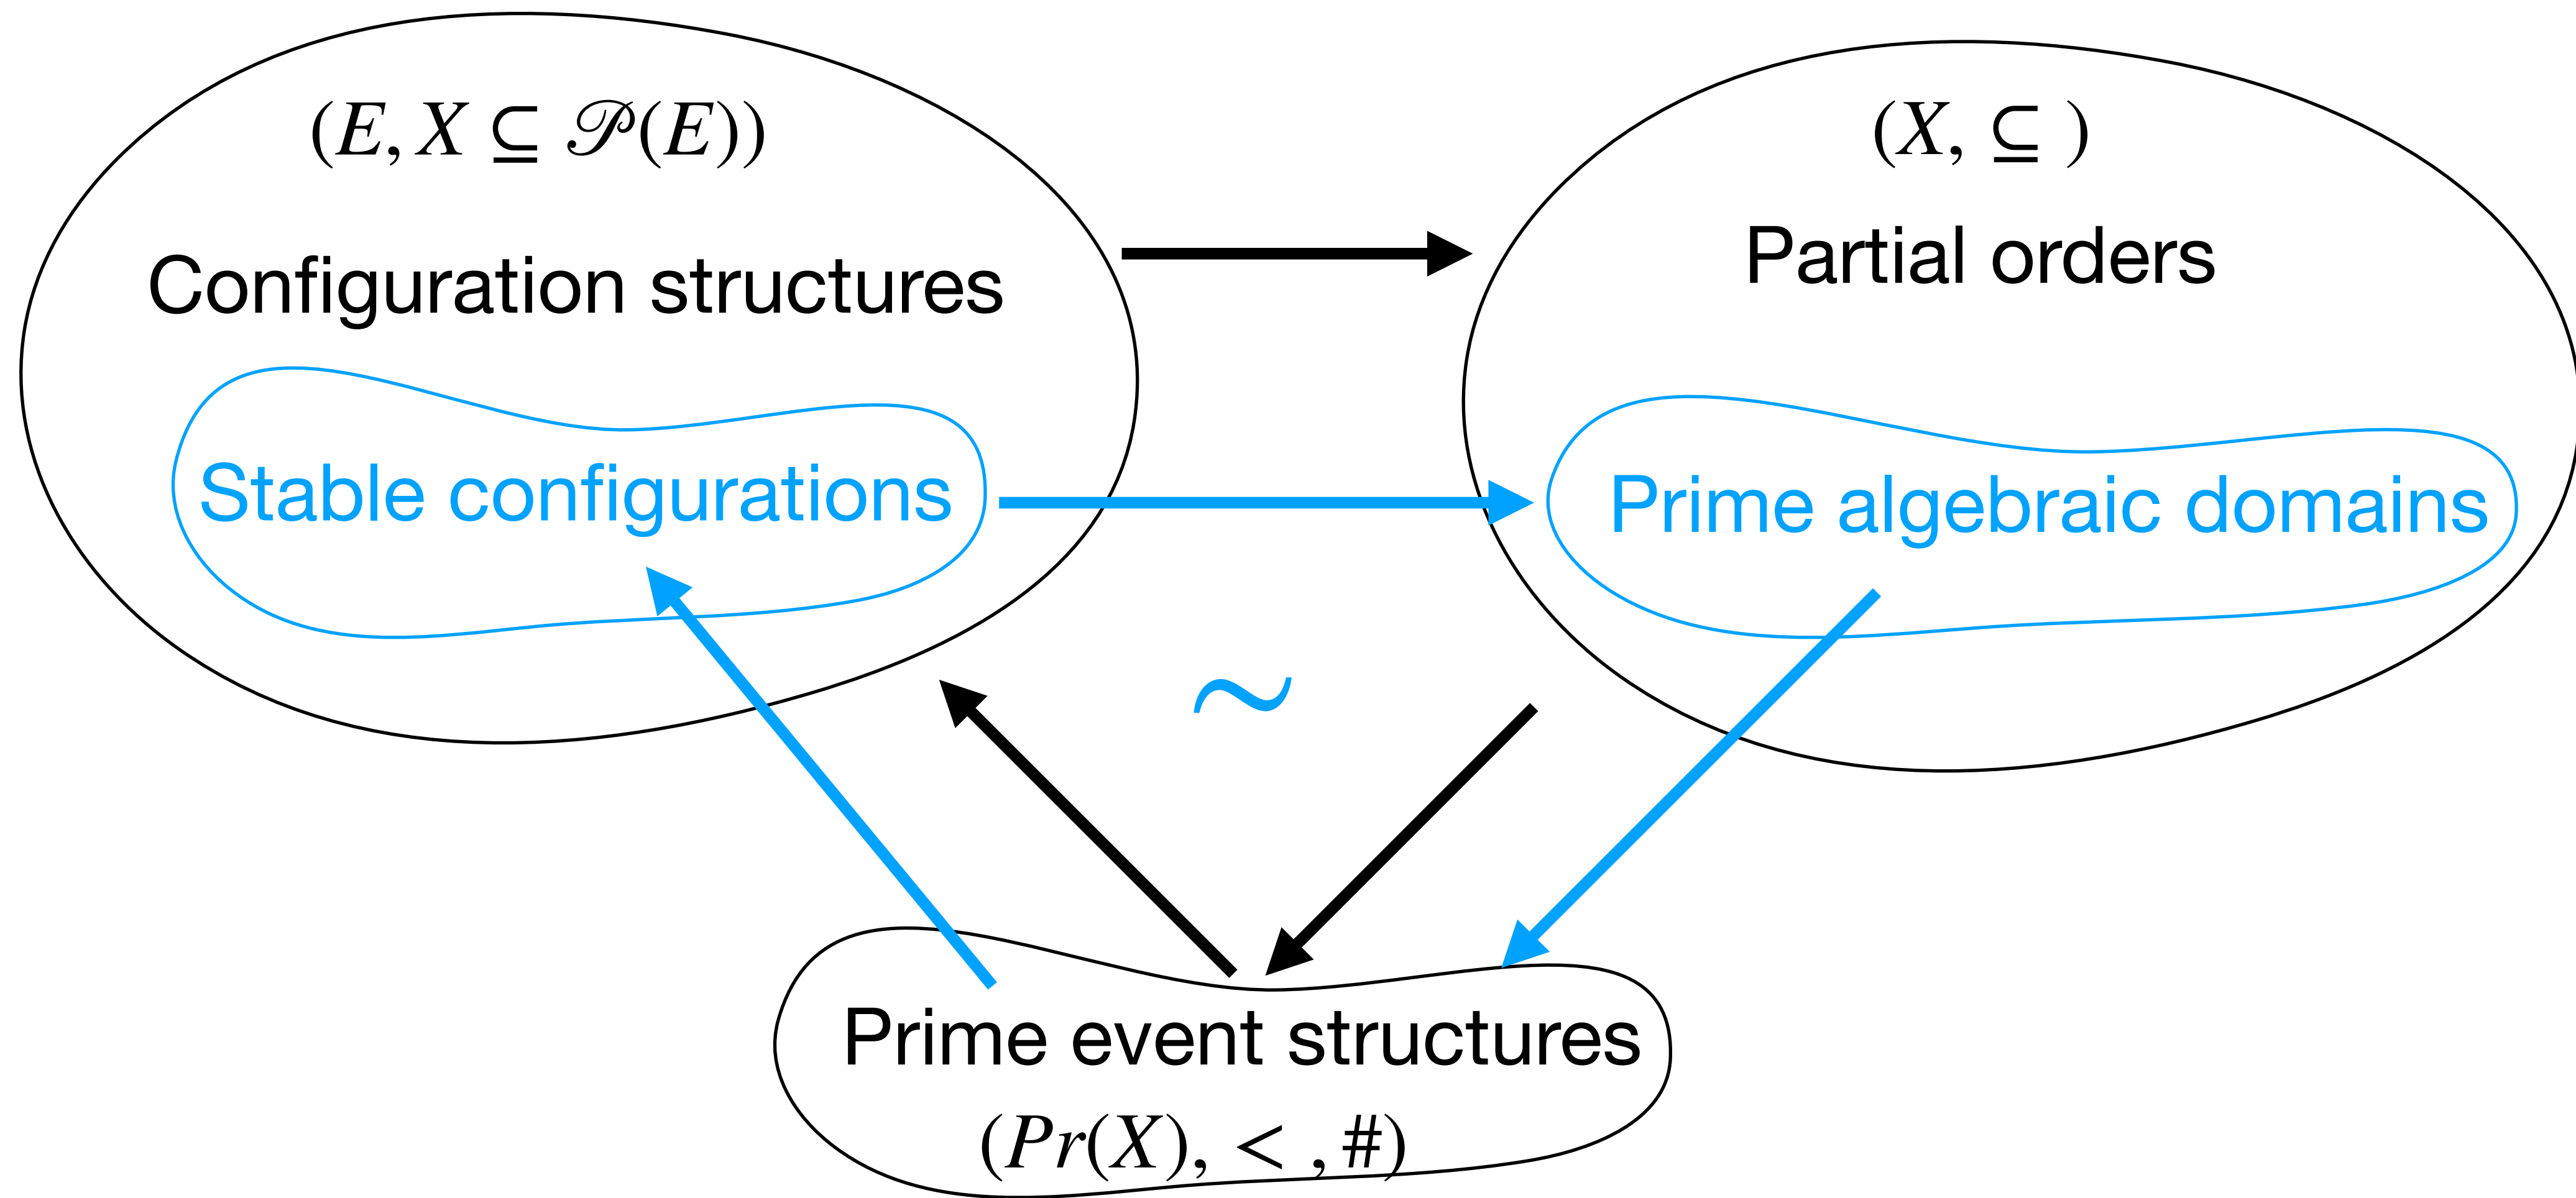 (E, X ⊆ 𝒫(E))
Configuration structures
Stable configurations
(X, ⊆ )
Partial orders
Prime algebraic domains
∼
Prime event structures
(Pr(X), < , #)